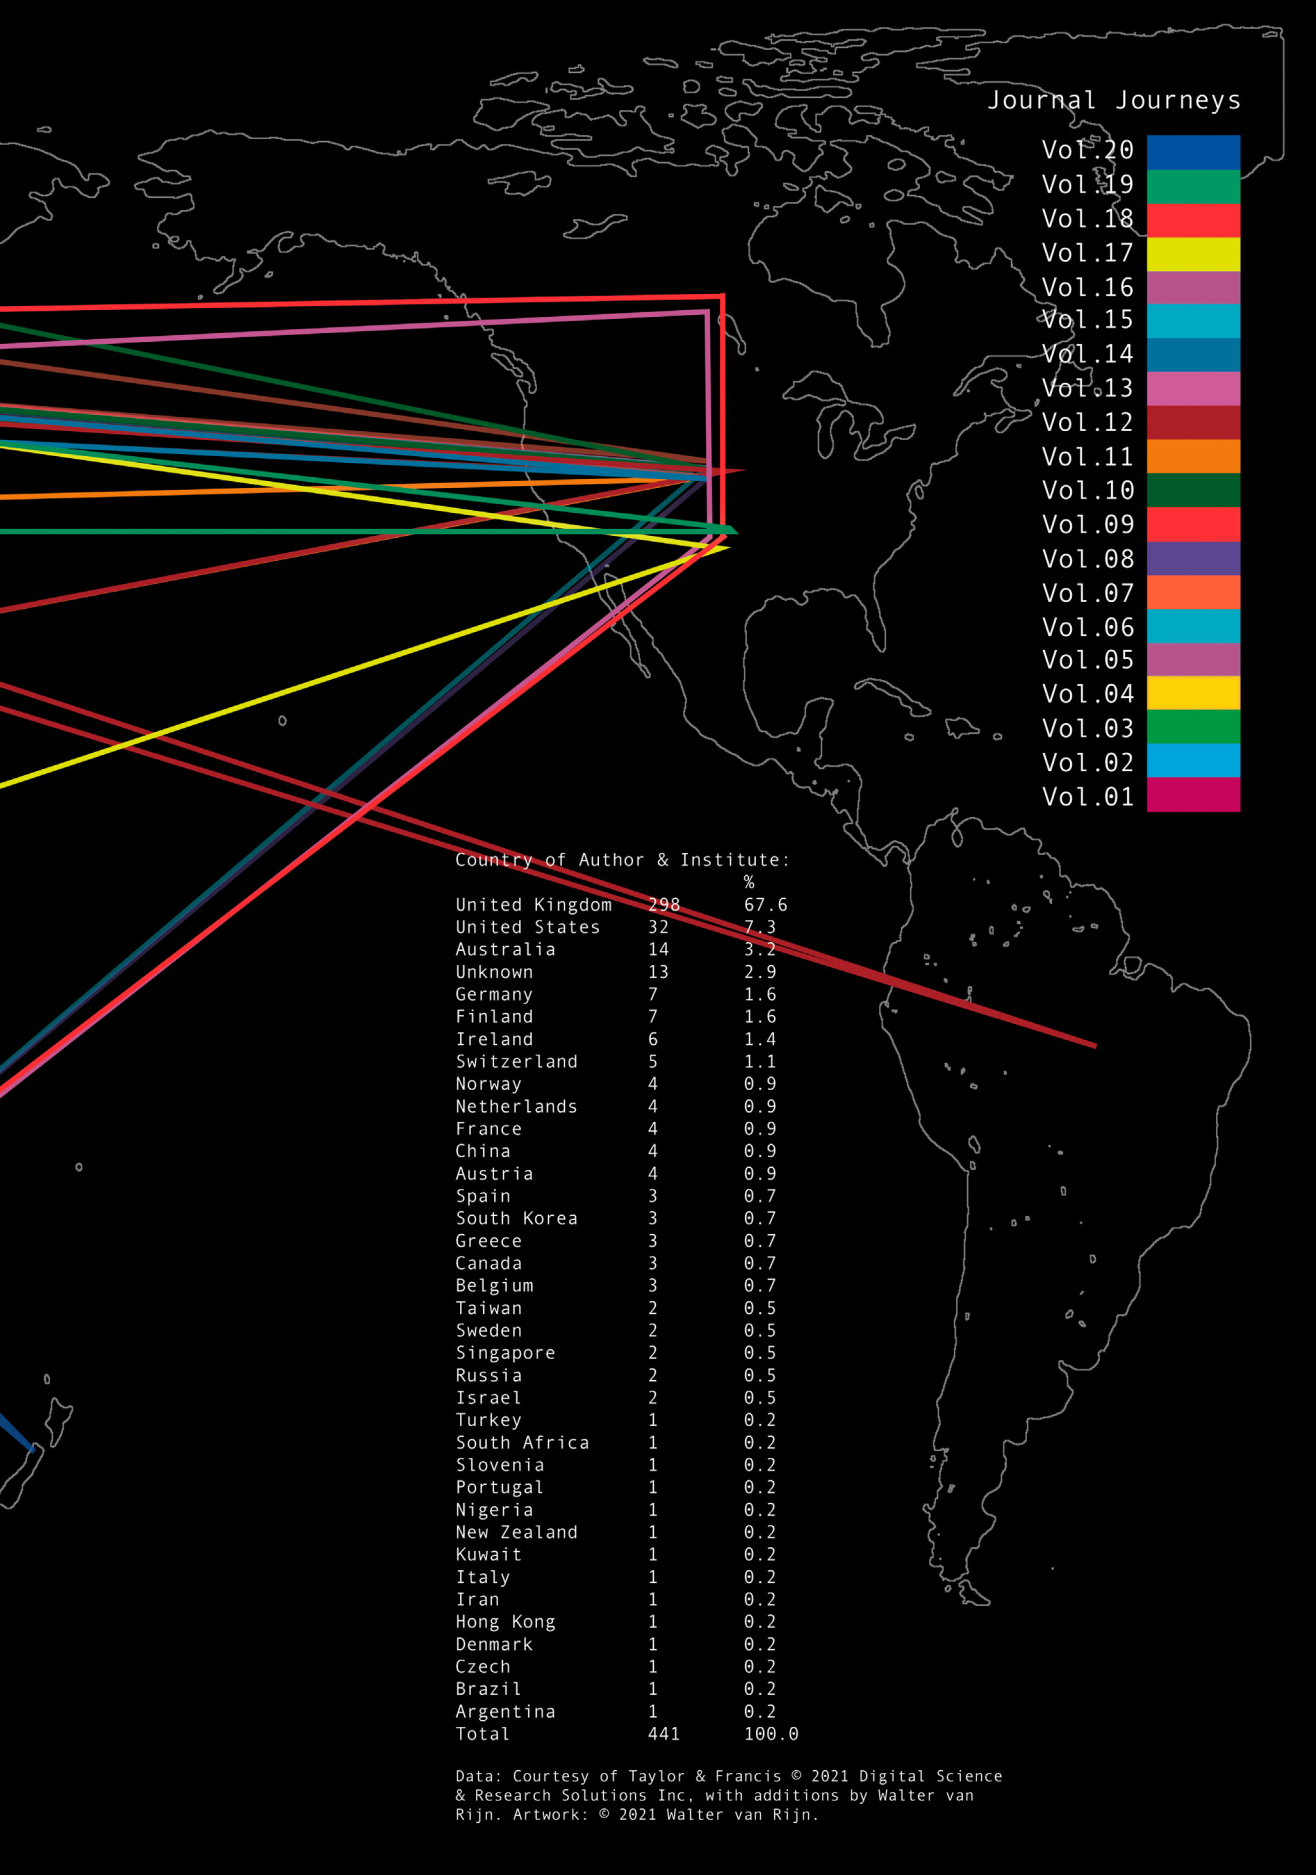 Journal Journeys
Vol.20
Vol.19
Vol.18
Vol.17
Vol.16
Vol.15
Vol.14
Vol.13
Vol.12
Vol.11
Vol.10
Vol.09
Vol.08
Vol.07
Vol.06
Vol.05
Vol.04
Vol.03
Vol.02
Vol.01
Country of Author & Institute:
%
United Kingdom 298 67.6
United States 32 7.3
Australia 14 3.2
Unknown 13 2.9
Germany 7 1.6
Finland 7 1.6
Ireland 6 1.4
Switzerland 5 1.1
Norway 4 0.9
Netherlands 4 0.9
France 4 0.9
China 4 0.9
Austria 4 0.9
Spain 3 0.7
South Korea 3 0.7
Greece 3 0.7
Canada 3 0.7
Belgium 3 0.7
Taiwan 2 0.5
Sweden 2 0.5
Singapore 2 0.5
Russia 2 0.5
Israel 2 0.5
Turkey 1 0.2
South Africa 1 0.2
Slovenia 1 0.2
Portugal 1 0.2
Nigeria 1 0.2
New Zealand 1 0.2
Kuwait 1 0.2
Italy 1 0.2
Iran 1 0.2
Hong Kong 1 0.2
Denmark 1 0.2
Czech 1 0.2
Brazil 1 0.2
Argentina 1 0.2
Total 441 100.0
Data: Courtesy of Taylor & Francis © 2021 Digital Science
& Research Solutions Inc, with additions by Walter van
Rijn. Artwork: © 2021 Walter van Rijn.